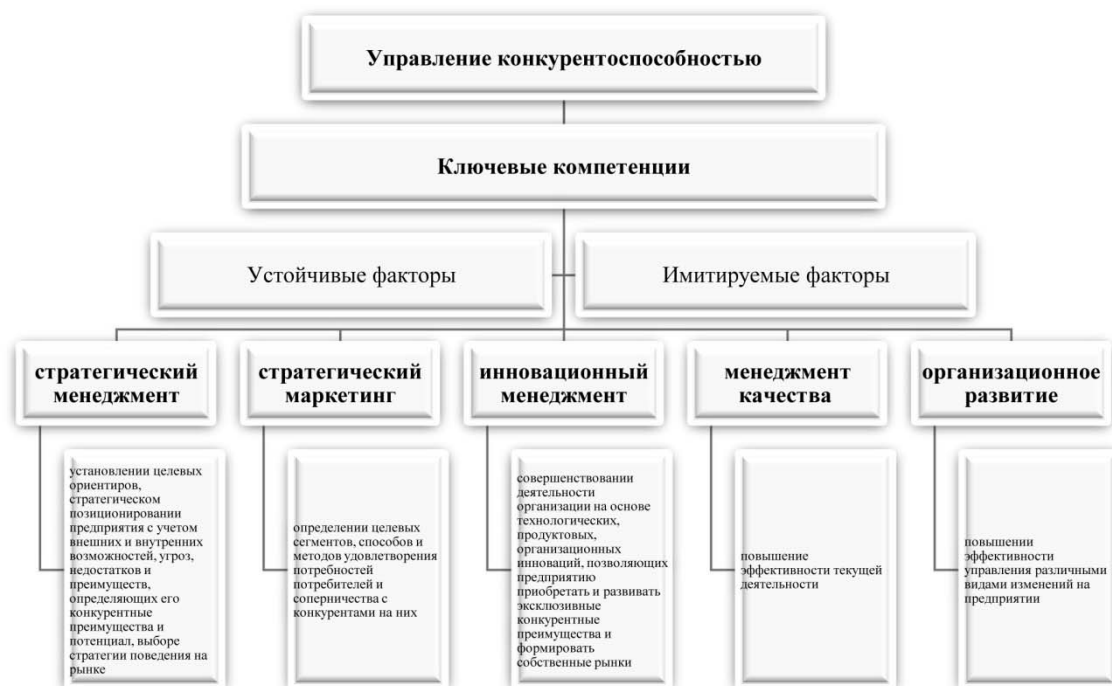 Управление конкурентоспособностью
Ключевые компетенции
Устойчивые факторы
Имитируемые факторы
стратегический
менеджмент
стратегический
маркетинг
инновационный
менеджмент
менеджмент
качества
организационное
развитие
установлении целевых
ориентиров,
стратегическом
позиционировании
предприятия с учетом
внешних и внутренних
возможностей, угроз,
недостатков и
преимуществ,
определяющих его
конкурентные
преимущества и
потенциал, выборе
стратегии поведения на
рынке
определении целевых
сегментов, способов и
методов удовлетворения
потребностей
потребителей и
соперничества с
конкурентами на них
совершенствовании
деятельности
организации на основе
технологических,
продуктовых,
организационных
инноваций, позволяющих
предприятию
приобретать и развивать
эксклюзивные
конкурентные
преимущества и
формировать
собственные рынки
повышение
эффективности текущей
деятельности
повышении
эффективности
управления различными
видами изменений на
предприятии